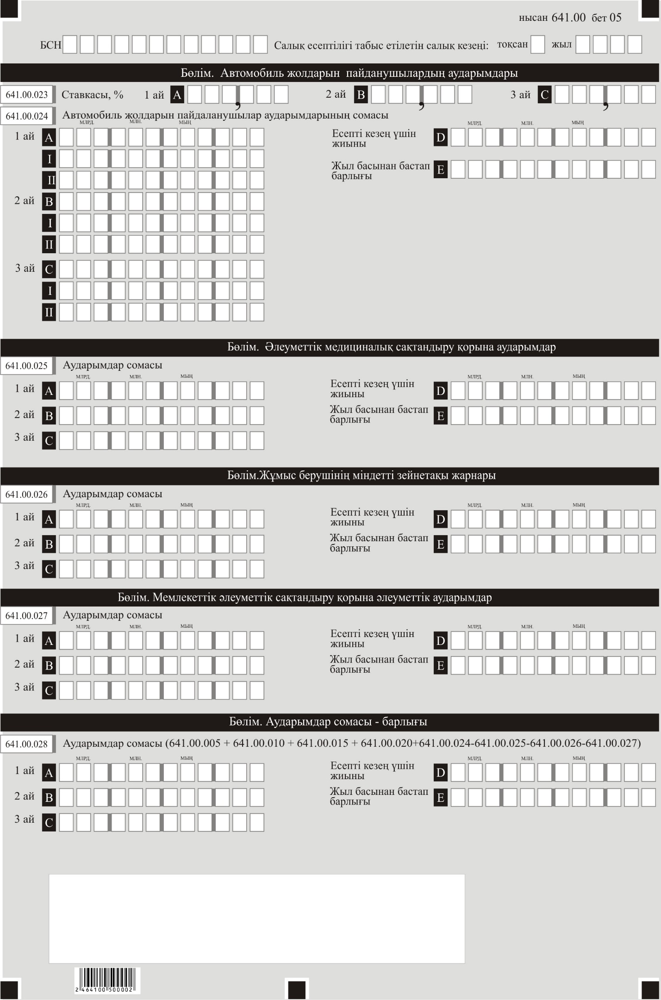 нысан 641.00 бет 05
БСН Салық есептілігі табыс етілетін салық кезеңі: тоқсан жыл
Бөлім. Автомобиль жолдарын пайданушылардың аударымдары
641.00.023 Ставкасы, % 1 ай A , 2 ай B , 3 ай C ,
641.00.024 Автомобиль жолдарын пайдаланушылар аударымдарының сомасы
МЛРД. МЛН. МЫҢ МЛРД. МЛН. МЫҢ
1 ай A Есепті кезең үшін жиыны D
I
Жыл басынан бастап барлығы E
II
2 ай B
I
II
3 ай C
I
II
Бөлім. Әлеуметтік медициналық сақтандыру қорына аударымдар
641.00.025 Аударымдар сомасы
МЛРД. МЛН. МЫҢ МЛРД. МЛН. МЫҢ
1 ай A Есепті кезең үшін жиыны D
2 ай B Жыл басынан бастап барлығы E
3 ай C
Бөлім.Жұмыс берушінің міндетті зейнетақы жарнары
641.00.026 Аударымдар сомасы
МЛРД. МЛН. МЫҢ МЛРД. МЛН. МЫҢ
1 ай A Есепті кезең үшін жиыны D
2 ай B Жыл басынан бастап барлығы E
3 ай C
Бөлім. Мемлекеттік әлеуметтік сақтандыру қорына әлеуметтік аударымдар
641.00.027 Аударымдар сомасы
МЛРД. МЛН. МЫҢ МЛРД. МЛН. МЫҢ
1 ай A Есепті кезең үшін жиыны D
2 ай B Жыл басынан бастап барлығы E
3 ай C
Бөлім. Аударымдар сомасы - барлығы
641.00.028 Аударымдар сомасы (641.00.005 + 641.00.010 + 641.00.015 + 641.00.020+641.00.024-641.00.025-641.00.026-641.00.027)
МЛРД. МЛН. МЫҢ МЛРД. МЛН. МЫҢ
1 ай A Есепті кезең үшін жиыны D
2 ай B Жыл басынан бастап барлығы E
3 ай C
2 464100 500002